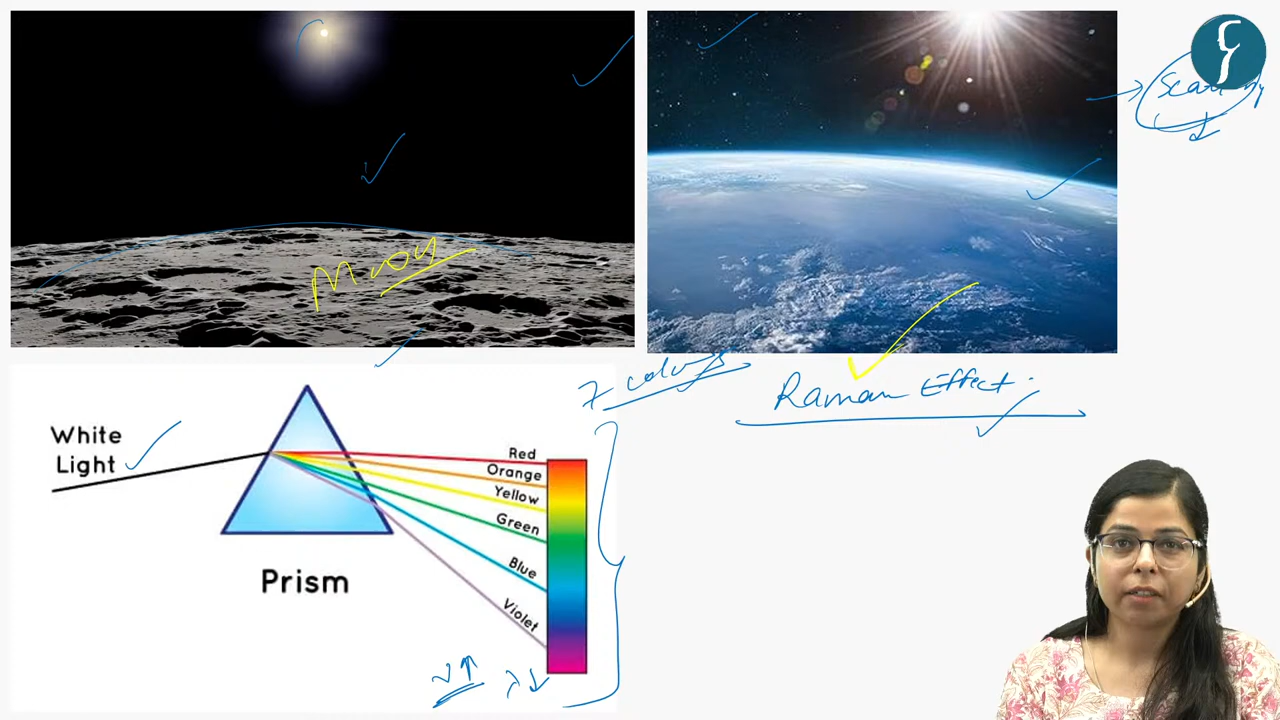 Moon
7 colours
Raman Effect.
White
Light
Red
Orange
Yellow
Green
Blue
Violet
Prism
ν↑ λ↓